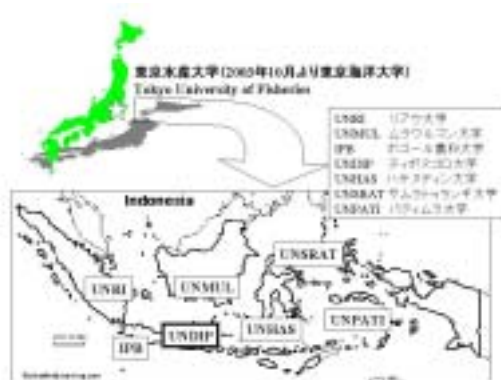 東京水産大学(2003年10月より東京海洋大学)
Tokyo University of Fisheries
UNRI リアウ大学
UNMUL ムラワルマン大学
IPB ボゴール農科大学
UNDIP ディポネゴロ大学
UNHAS ハサヌディン大学
UNSRAT サムラトゥランギ大学
UNPATI パティムラ大学
Indonesia
UNSRAT
UNRI
UNMUL
UNHAS
UNPATI
UNDIP
IPB